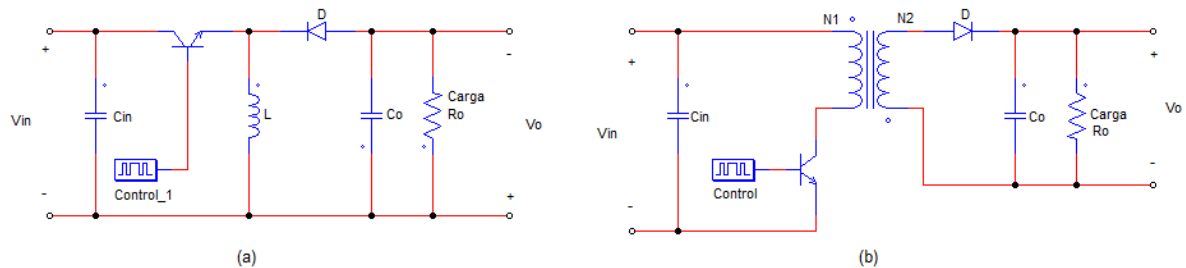 D
+
-
Vin
Cin
L
Co
Carga
Ro
Vo
Control_1
-
+
(a)
N1
N2
D
+
+
Vin
Cin
Co
Carga
Ro
Vo
Control
-
-
(b)